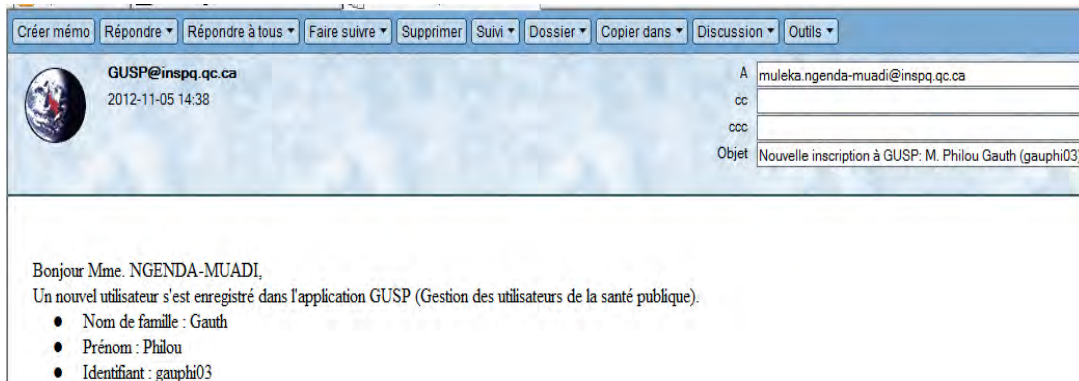 Créer mémo Répondre Répondre à tous Faire suivre Supprimer Suivi Dossier Copier dans Discussion Outils
GUSP@inspq.qc.ca
2012-11-05 14:38
A muleka.ngenda-muadi@inspq.qc.ca
cc
ccc
Objet Nouvelle inscription à GUSP: M. Philou Gauth (gauphi03)
Bonjour Mme. NGENDA-MUADI,
Un nouvel utilisateur s'est enregistré dans l'application GUSP (Gestion des utilisateurs de la santé publique).
● Nom de famille : Gauth
● Prénom : Philou
● Identifiant : gauphi03